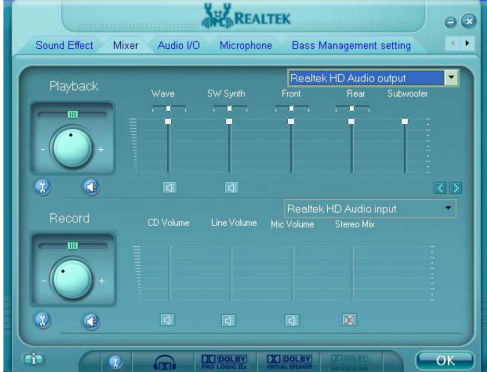 REALTEK
Sound Effect Mixer Audio I/O Microphone Bass Management setting
Realtek HD Audio output
Playback
Wave SW Synth Front Rear Subwoofer
- +
Realtek HD Audio input
Record
CD Volume Line Volume Mic Volume Stereo Mix
- +
DOLBY
PRO LOGIC IIx
DOLBY
VIRTUAL SPEAKER
OK